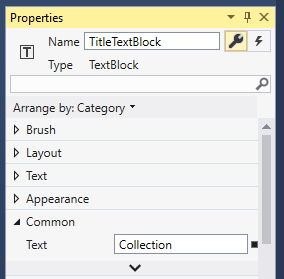 Properties
Name TitleTextBlock
Type TextBlock
Arrange by: Category
Brush
Layout
Text
Appearance
Common
Text Collection